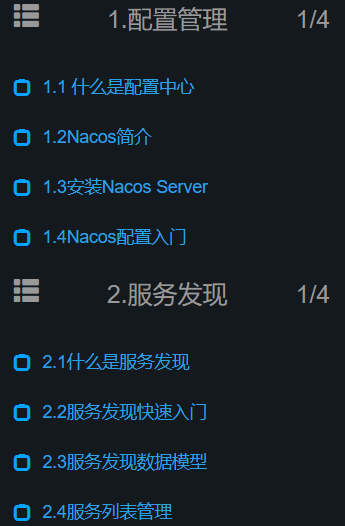 1.配置管理 1/4
1.1 什么是配置中心
1.2Nacos简介
1.3安装Nacos Server
1.4Nacos配置入门
2.服务发现 1/4
2.1什么是服务发现
2.2服务发现快速入门
2.3服务发现数据模型
2.4服务列表管理